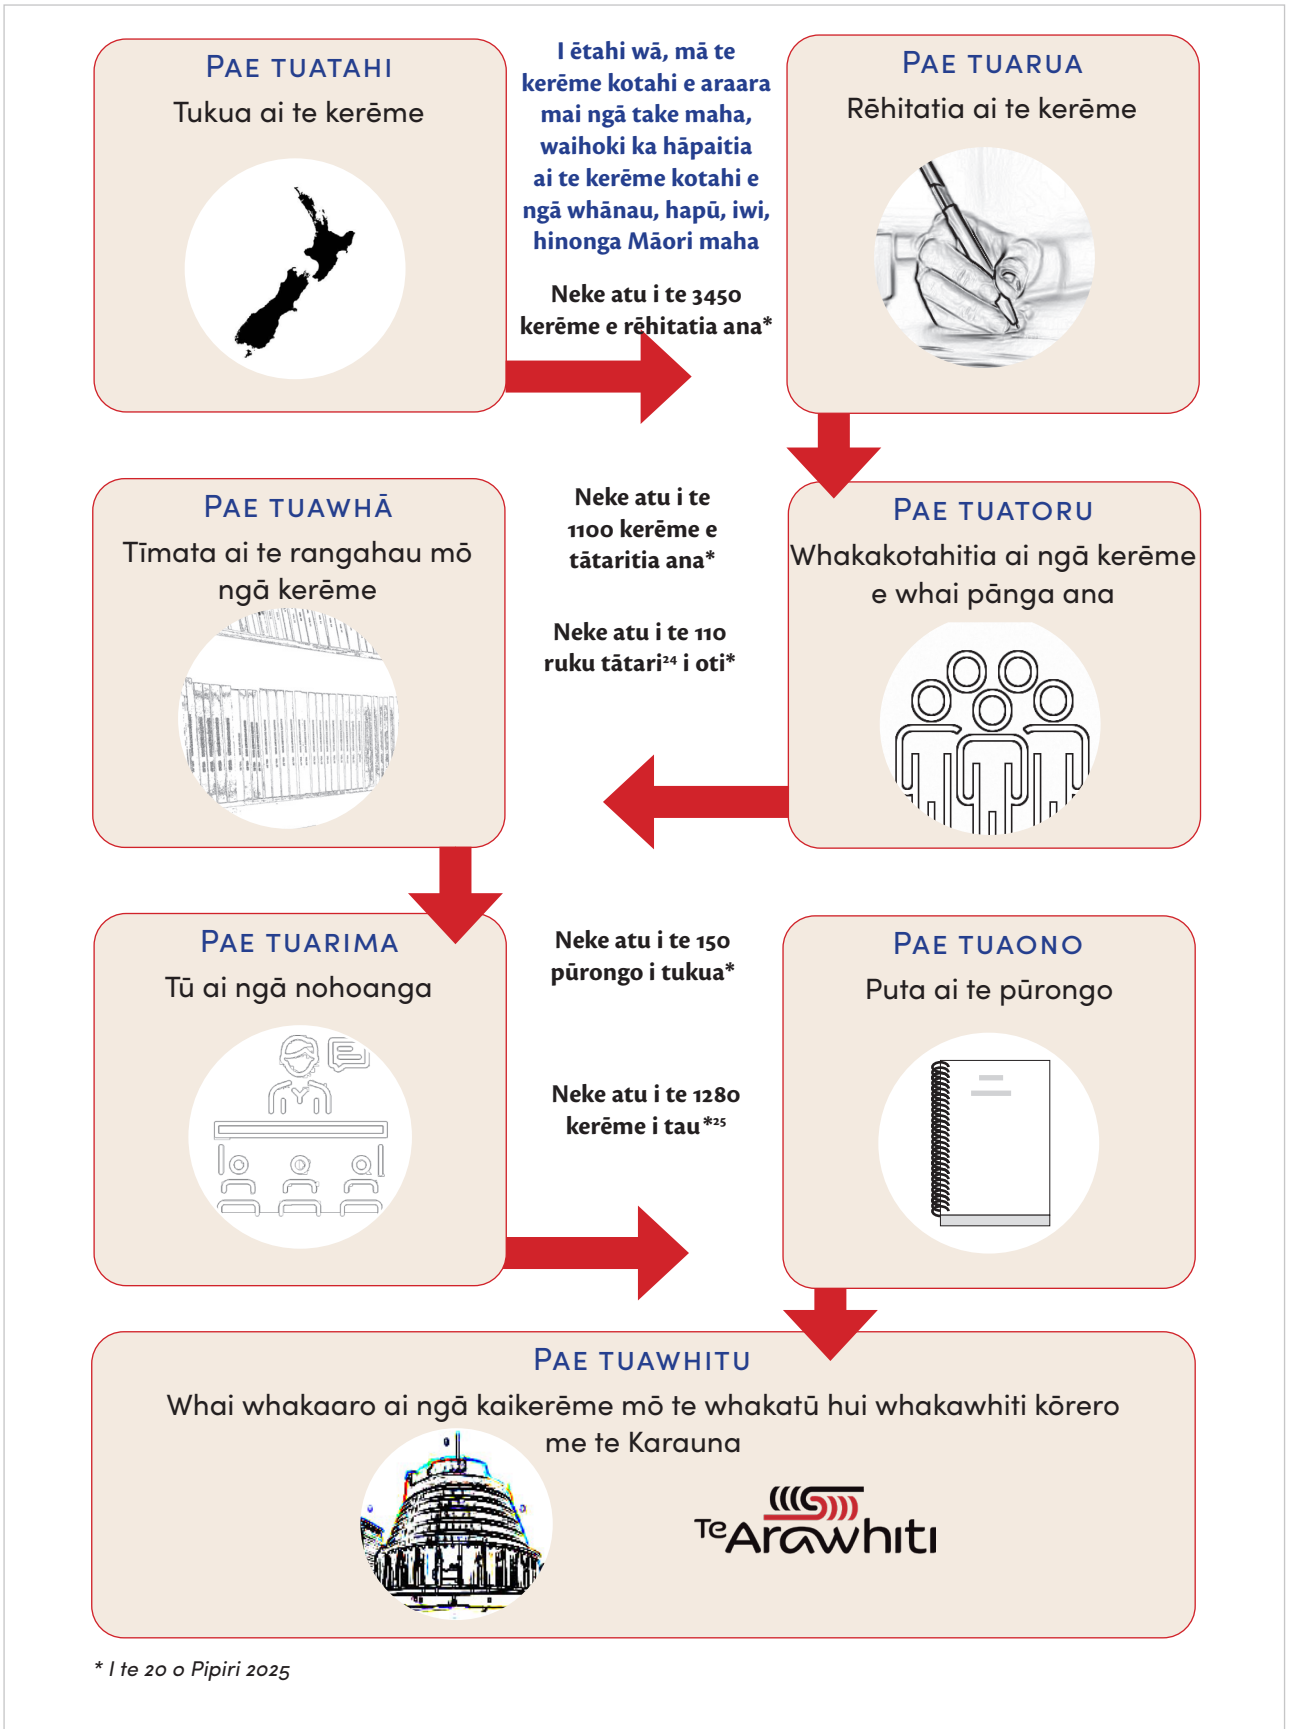 PAE TUATAHI
Tukua ai te kerēme
I ētahi wā, mā te
kerēme kotahi e araara
mai ngā take maha,
waihoki ka hāpaitia
ai te kerēme kotahi e
ngā whānau, hapū, iwi,
hinonga Māori maha
Neke atu i te 3450
kerēme e rēhitatia ana*
PAE TUARUA
Rēhitatia ai te kerēme
PAE TUATORU
Whakakotahitia ai ngā kerēme
e whai pānga ana
Neke atu i te
1100 kerēme e
tātaritia ana*
Neke atu i te 110
ruku tātari²⁴ i oti*
PAE TUAWHĀ
Tīmata ai te rangahau mō
ngā kerēme
PAE TUARIMA
Tū ai ngā nohoanga
Neke atu i te 150
pūrongo i tukua*
Neke atu i te 1280
kerēme i tau*²⁵
PAE TUAONO
Puta ai te pūrongo
PAE TUAWHITU
Whai whakaaro ai ngā kaikerēme mō te whakatū hui whakawhiti kōrero
me te Karauna
Te Arawhiti
* I te 20 o Pipiri 2025